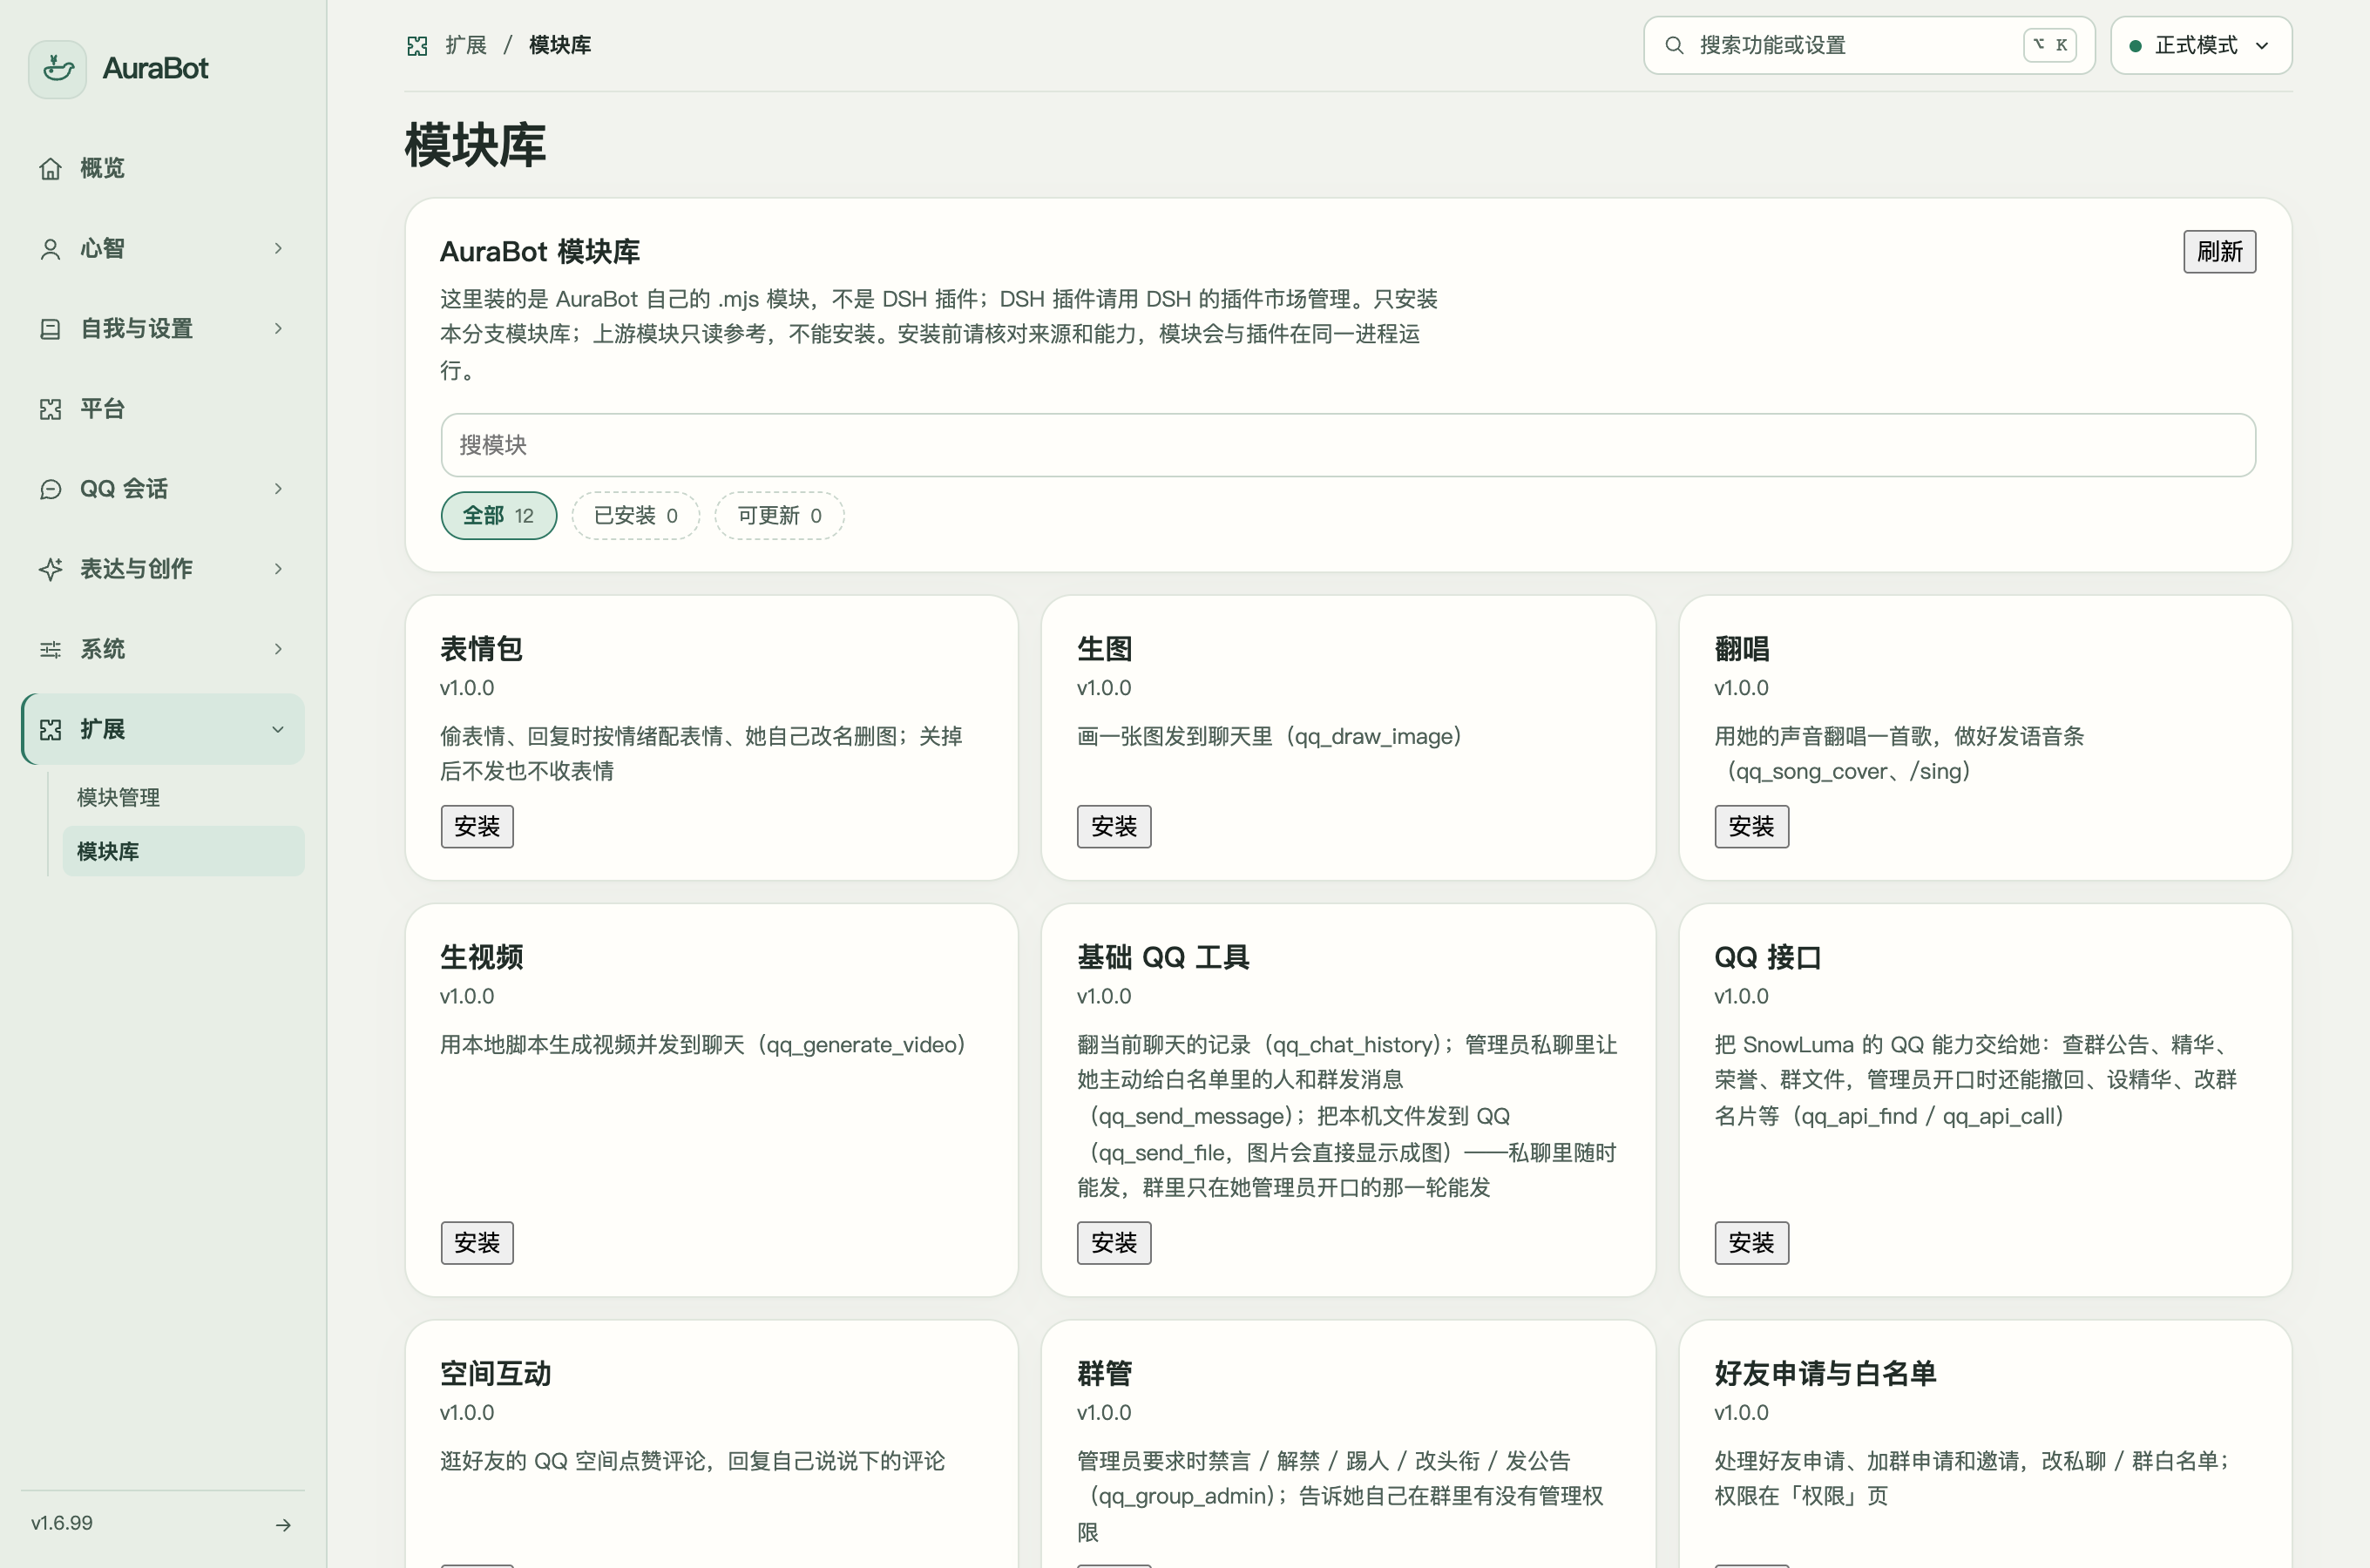 AuraBot
概览
心智
自我与设置
平台
QQ 会话
表达与创作
系统
扩展
模块管理
模块库
v1.6.99
扩展 / 模块库
搜索功能或设置
⌥ K
正式模式
模块库
AuraBot 模块库
刷新
这里装的是 AuraBot 自己的 .mjs 模块，不是 DSH 插件；DSH 插件请用 DSH 的插件市场管理。只安装
本分支模块库；上游模块只读参考，不能安装。安装前请核对来源和能力，模块会与插件在同一进程运
行。
搜模块
全部 12
已安装 0
可更新 0
表情包
v1.0.0
偷表情、回复时按情绪配表情、她自己改名删图；关掉
后不发也不收表情
安装
生图
v1.0.0
画一张图发到聊天里（qq_draw_image）
安装
翻唱
v1.0.0
用她的声音翻唱一首歌，做好发语音条
（qq_song_cover、/sing）
安装
生视频
v1.0.0
用本地脚本生成视频并发到聊天（qq_generate_video）
安装
基础 QQ 工具
v1.0.0
翻当前聊天的记录（qq_chat_history）；管理员私聊里让
她主动给白名单里的人和群发消息
（qq_send_message）；把本机文件发到 QQ
（qq_send_file，图片会直接显示成图）——私聊里随时
能发，群里只在她管理员开口的那一轮能发
安装
QQ 接口
v1.0.0
把 SnowLuma 的 QQ 能力交给她：查群公告、精华、
荣誉、群文件，管理员开口时还能撤回、设精华、改群
名片等（qq_api_find / qq_api_call）
安装
空间互动
v1.0.0
逛好友的 QQ 空间点赞评论，回复自己说说下的评论
群管
v1.0.0
管理员要求时禁言 / 解禁 / 踢人 / 改头衔 / 发公告
（qq_group_admin）；告诉她自己在群里有没有管理权
限
好友申请与白名单
v1.0.0
处理好友申请、加群申请和邀请，改私聊 / 群白名单；
权限在「权限」页